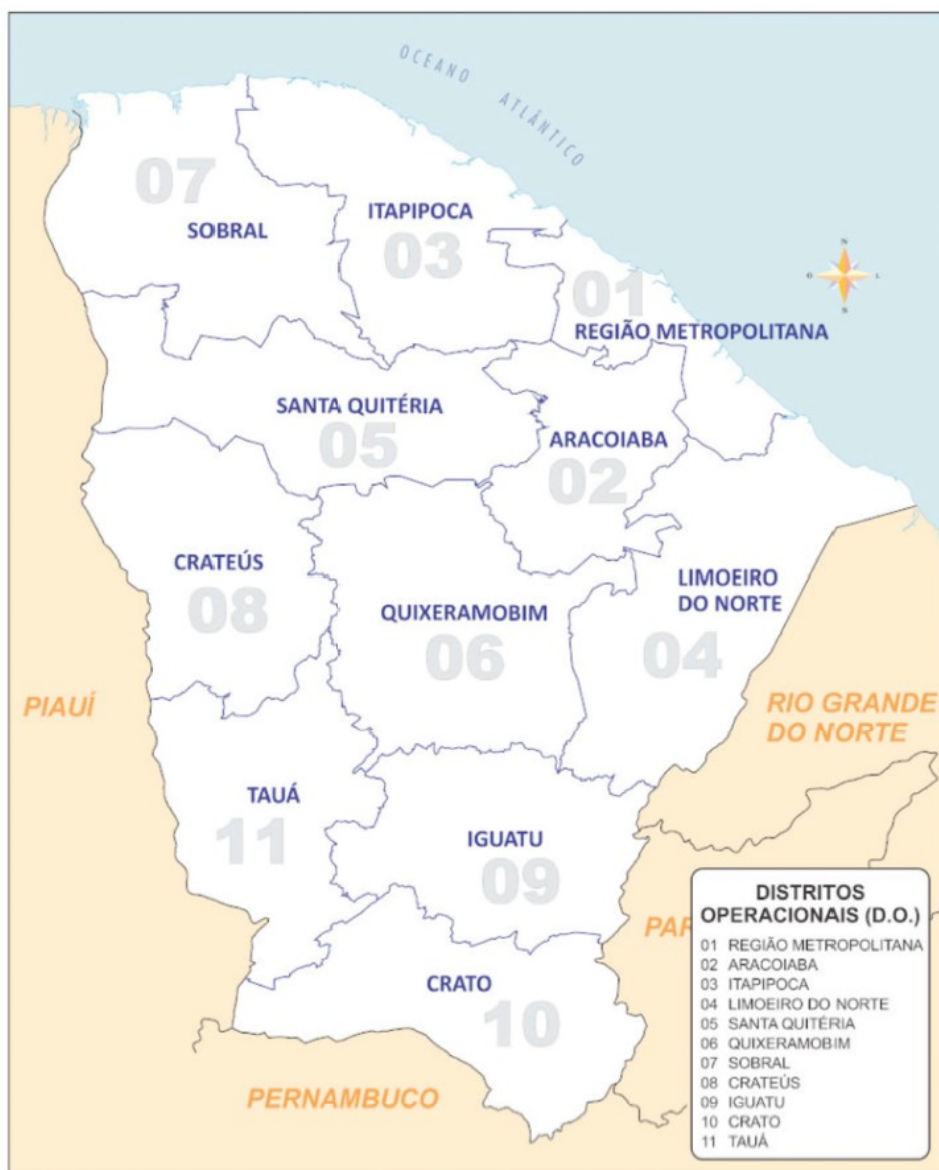 OCEANO
ATLÂNTICO
07
SOBRAL
ITAPIPOCA
03
01
REGIÃO METROPOLITANA
N
O
L
S
SANTA QUITÉRIA
05
ARACOIABA
02
CRATEÚS
08
QUIXERAMOBIM
06
LIMOEIRO
DO NORTE
04
PIAUÍ
RIO GRANDE
DO NORTE
TAUÁ
11
IGUATU
09
PAR
CRATO
10
PERNAMBUCO
DISTRITOS
OPERACIONAIS (D.O.)
01 REGIÃO METROPOLITANA
02 ARACOIABA
03 ITAPIPOCA
04 LIMOEIRO DO NORTE
05 SANTA QUITÉRIA
06 QUIXERAMOBIM
07 SOBRAL
08 CRATEÚS
09 IGUATU
10 CRATO
11 TAUÁ